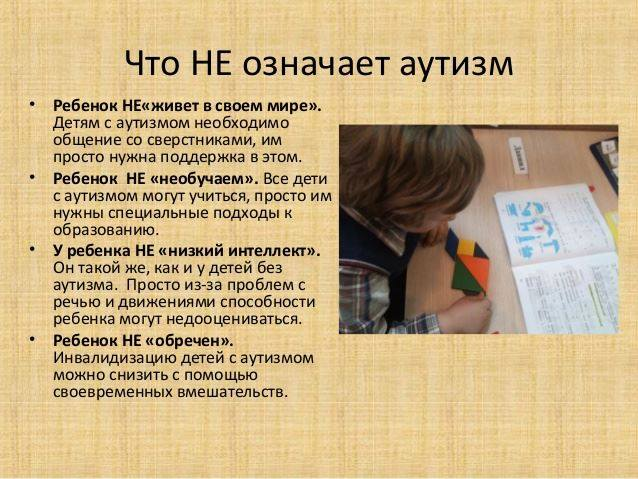 Что НЕ означает аутизм
• Ребенок НЕ«живет в своем мире».
Детям с аутизмом необходимо
общение со сверстниками, им
просто нужна поддержка в этом.
• Ребенок НЕ «необучаем». Все дети
с аутизмом могут учиться, просто им
нужны специальные подходы к
образованию.
• У ребенка НЕ «низкий интеллект».
Он такой же, как и у детей без
аутизма. Просто из-за проблем с
речью и движениями способности
ребенка могут недооцениваться.
• Ребенок НЕ «обречен».
Инвалидизацию детей с аутизмом
можно снизить с помощью
своевременных вмешательств.
Даниил